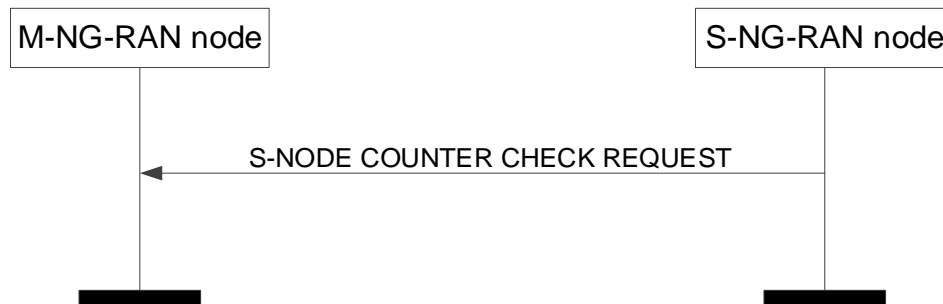 M-NG-RAN node
S-NG-RAN node
S-NODE COUNTER CHECK REQUEST